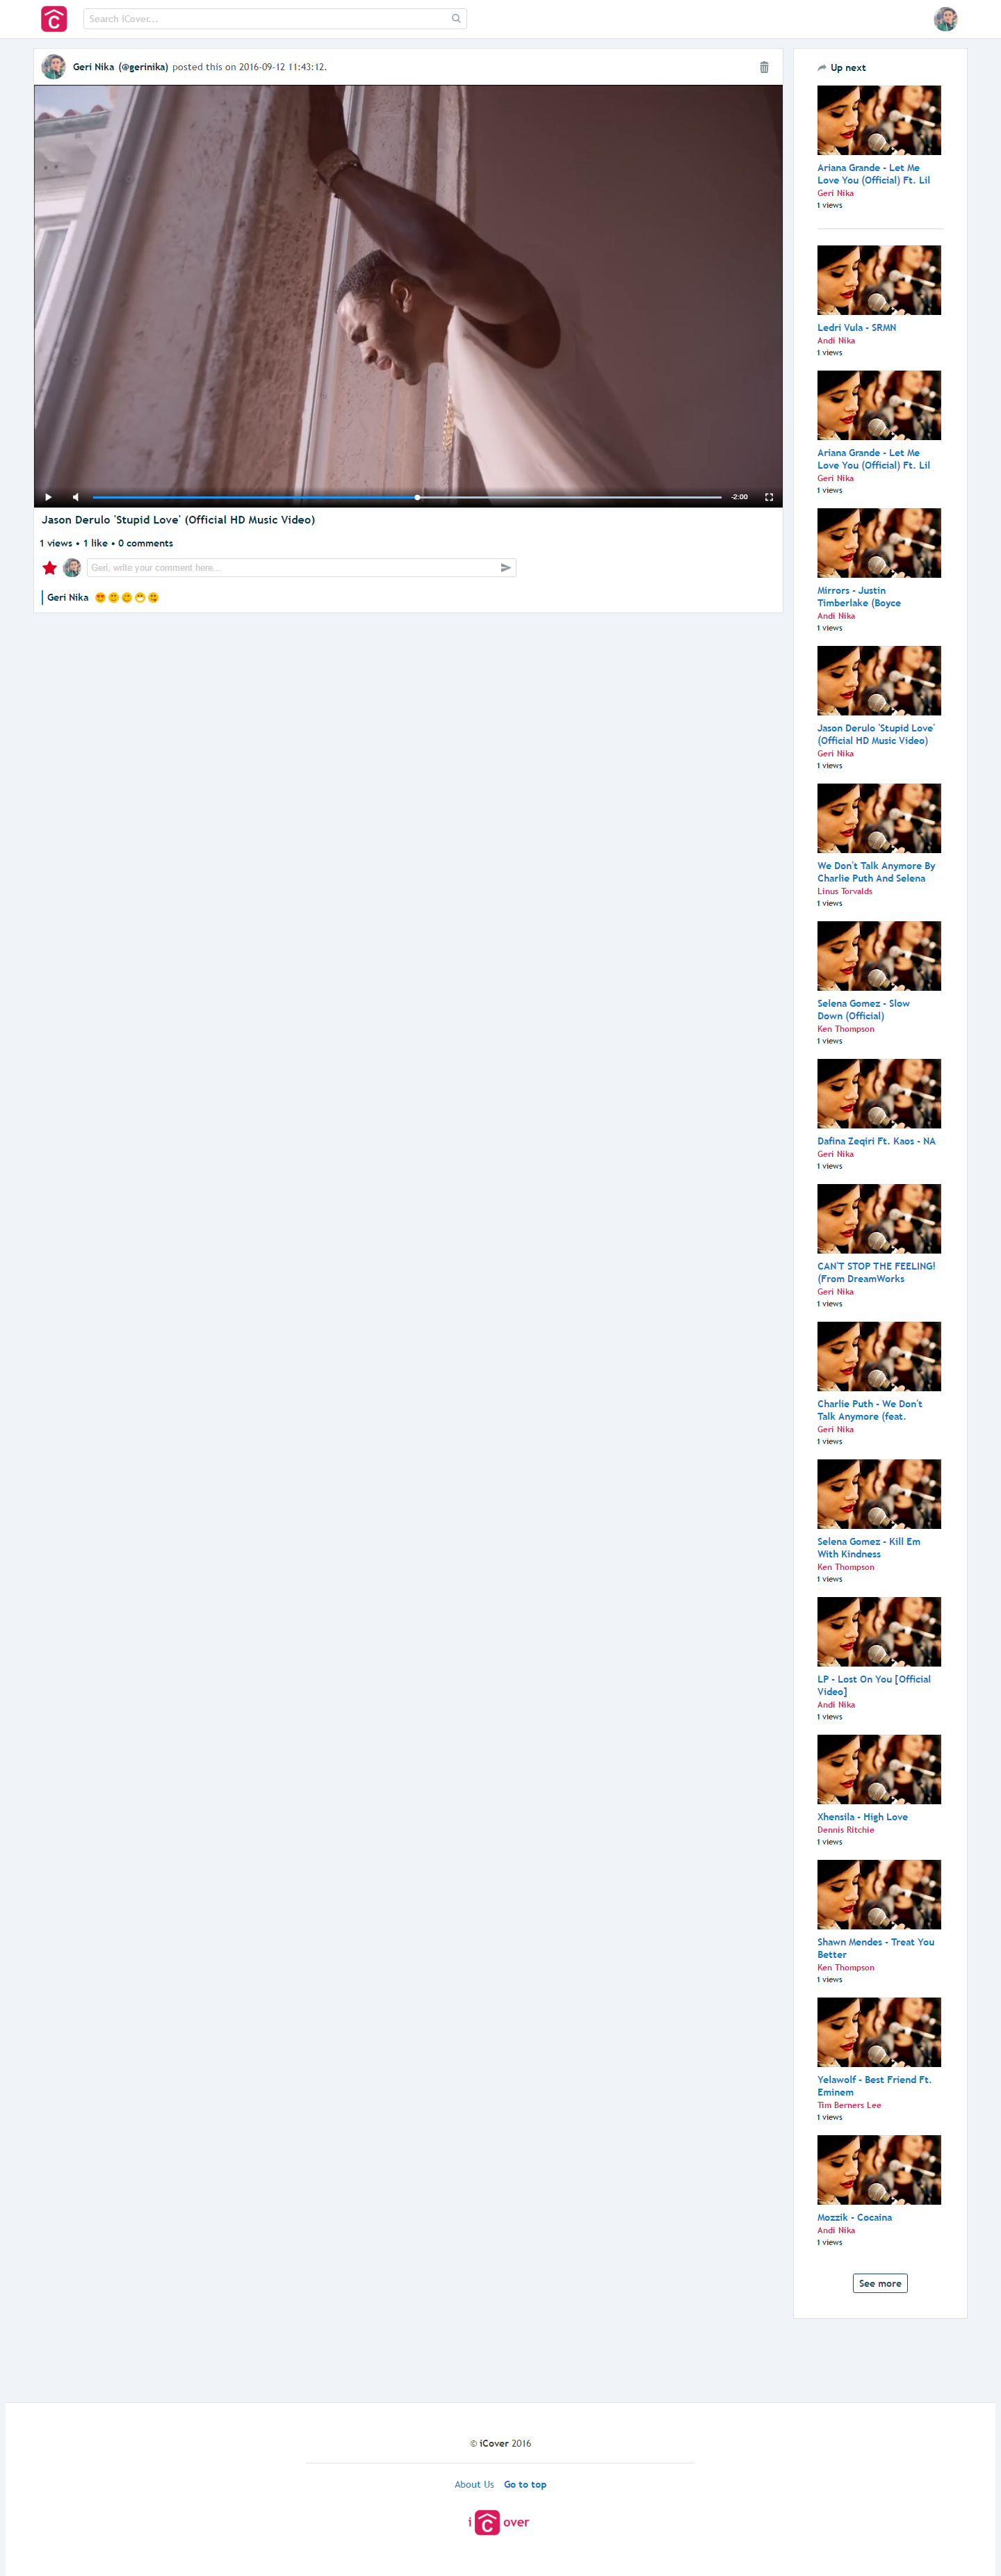 C
Search iCover...
Geri Nika (@gerinika) posted this on 2016-09-12 11:43:12.
-2:00
Jason Derulo 'Stupid Love' (Official HD Music Video)
1 views • 1 like • 0 comments
Geri, write your comment here...
Geri Nika
Up next
Ariana Grande - Let Me
Love You (Official) Ft. Lil
Geri Nika
1 views
Ledri Vula - SRMN
Andi Nika
1 views
Ariana Grande - Let Me
Love You (Official) Ft. Lil
Geri Nika
1 views
Mirrors - Justin
Timberlake (Boyce
Andi Nika
1 views
Jason Derulo 'Stupid Love'
(Official HD Music Video)
Geri Nika
1 views
We Don't Talk Anymore By
Charlie Puth And Selena
Linus Torvalds
1 views
Selena Gomez - Slow
Down (Official)
Ken Thompson
1 views
Dafina Zeqiri Ft. Kaos - NA
Geri Nika
1 views
CAN'T STOP THE FEELING!
(From DreamWorks
Geri Nika
1 views
Charlie Puth - We Don't
Talk Anymore (feat.
Geri Nika
1 views
Selena Gomez - Kill Em
With Kindness
Ken Thompson
1 views
LP - Lost On You [Official
Video]
Andi Nika
1 views
Xhensila - High Love
Dennis Ritchie
1 views
Shawn Mendes - Treat You
Better
Ken Thompson
1 views
Yelawolf - Best Friend Ft.
Eminem
Tim Berners Lee
1 views
Mozzik - Cocaina
Andi Nika
1 views
See more
© iCover 2016
About Us Go to top
i C over